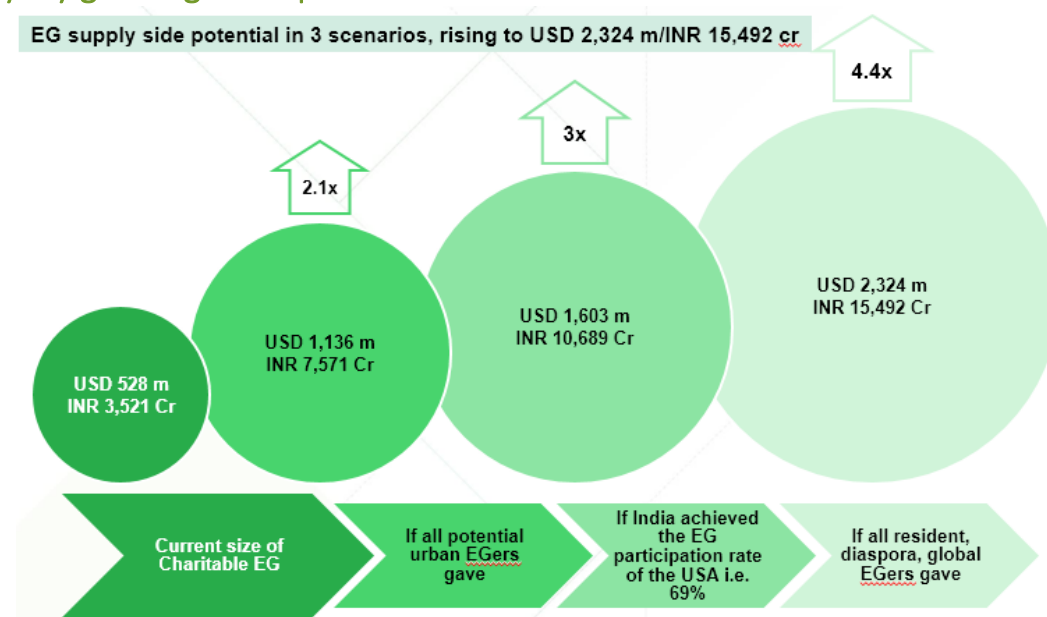 EG supply side potential in 3 scenarios, rising to USD 2,324 m/INR 15,492 cr
4.4x
3x
2.1x
USD 2,324 m
INR 15,492 Cr
USD 1,603 m
INR 10,689 Cr
USD 1,136 m
INR 7,571 Cr
USD 528 m
INR 3,521 Cr
Current size of
Charitable EG
If all potential
urban EGers
gave
If India achieved
the EG
participation rate
of the USA i.e.
69%
If all resident,
diaspora, global
EGers gave